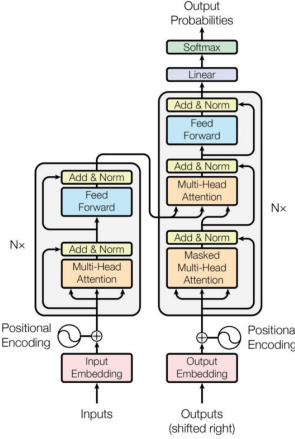 Output
Probabilities
Softmax
Linear
Add & Norm
Feed
Forward
Add & Norm
Multi-Head
Attention
Add & Norm
Masked
Multi-Head
Attention
N×
Add & Norm
Feed
Forward
N×
Add & Norm
Multi-Head
Attention
Positional
Encoding
Positional
Encoding
Input
Embedding
Output
Embedding
Inputs
Outputs
(shifted right)